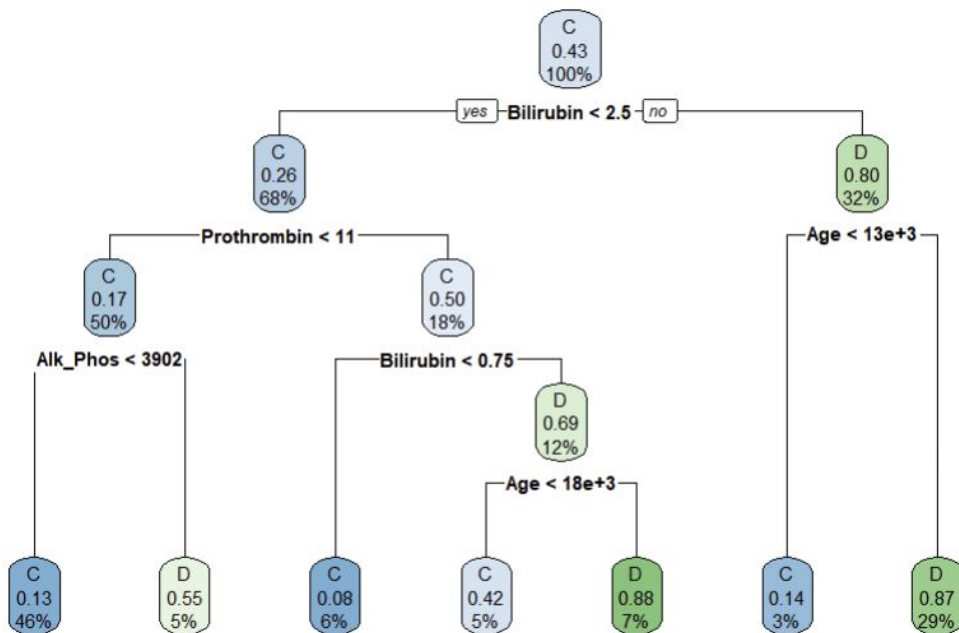 C
0.43
100%
yes Bilirubin < 2.5 no
C
0.26
68%
D
0.80
32%
Prothrombin < 11
Age < 13e+3
C
0.17
50%
C
0.50
18%
Alk_Phos < 3902
Bilirubin < 0.75
D
0.69
12%
Age < 18e+3
C
0.13
46%
D
0.55
5%
C
0.08
6%
C
0.42
5%
D
0.88
7%
C
0.14
3%
D
0.87
29%